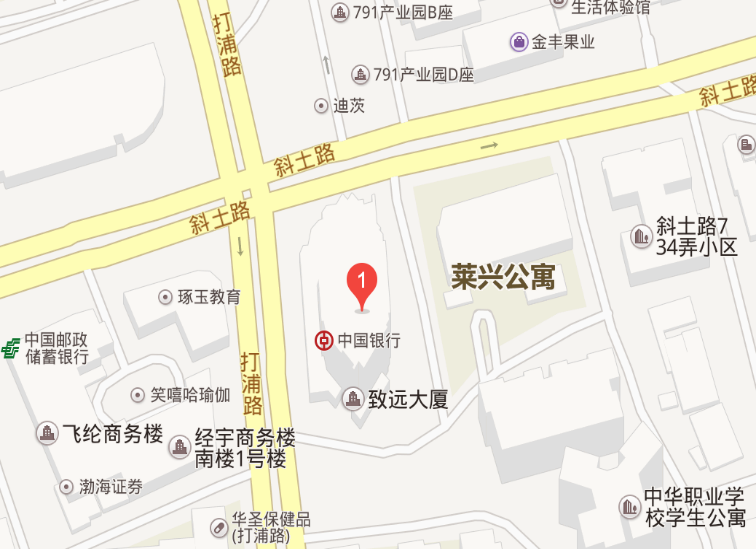 791产业园B座
生活体验馆
打浦路
金丰果业
791产业园D座
斜土路
迪茨
斜土路
斜土路
斜土路7
34弄小区
莱兴公寓
1
琢玉教育
中国邮政
储蓄银行
中国银行
打浦路
笑嘻哈瑜伽
致远大厦
飞纶商务楼
经宇商务楼
南楼1号楼
渤海证券
中华职业学
校学生公寓
华圣保健品
(打浦路)